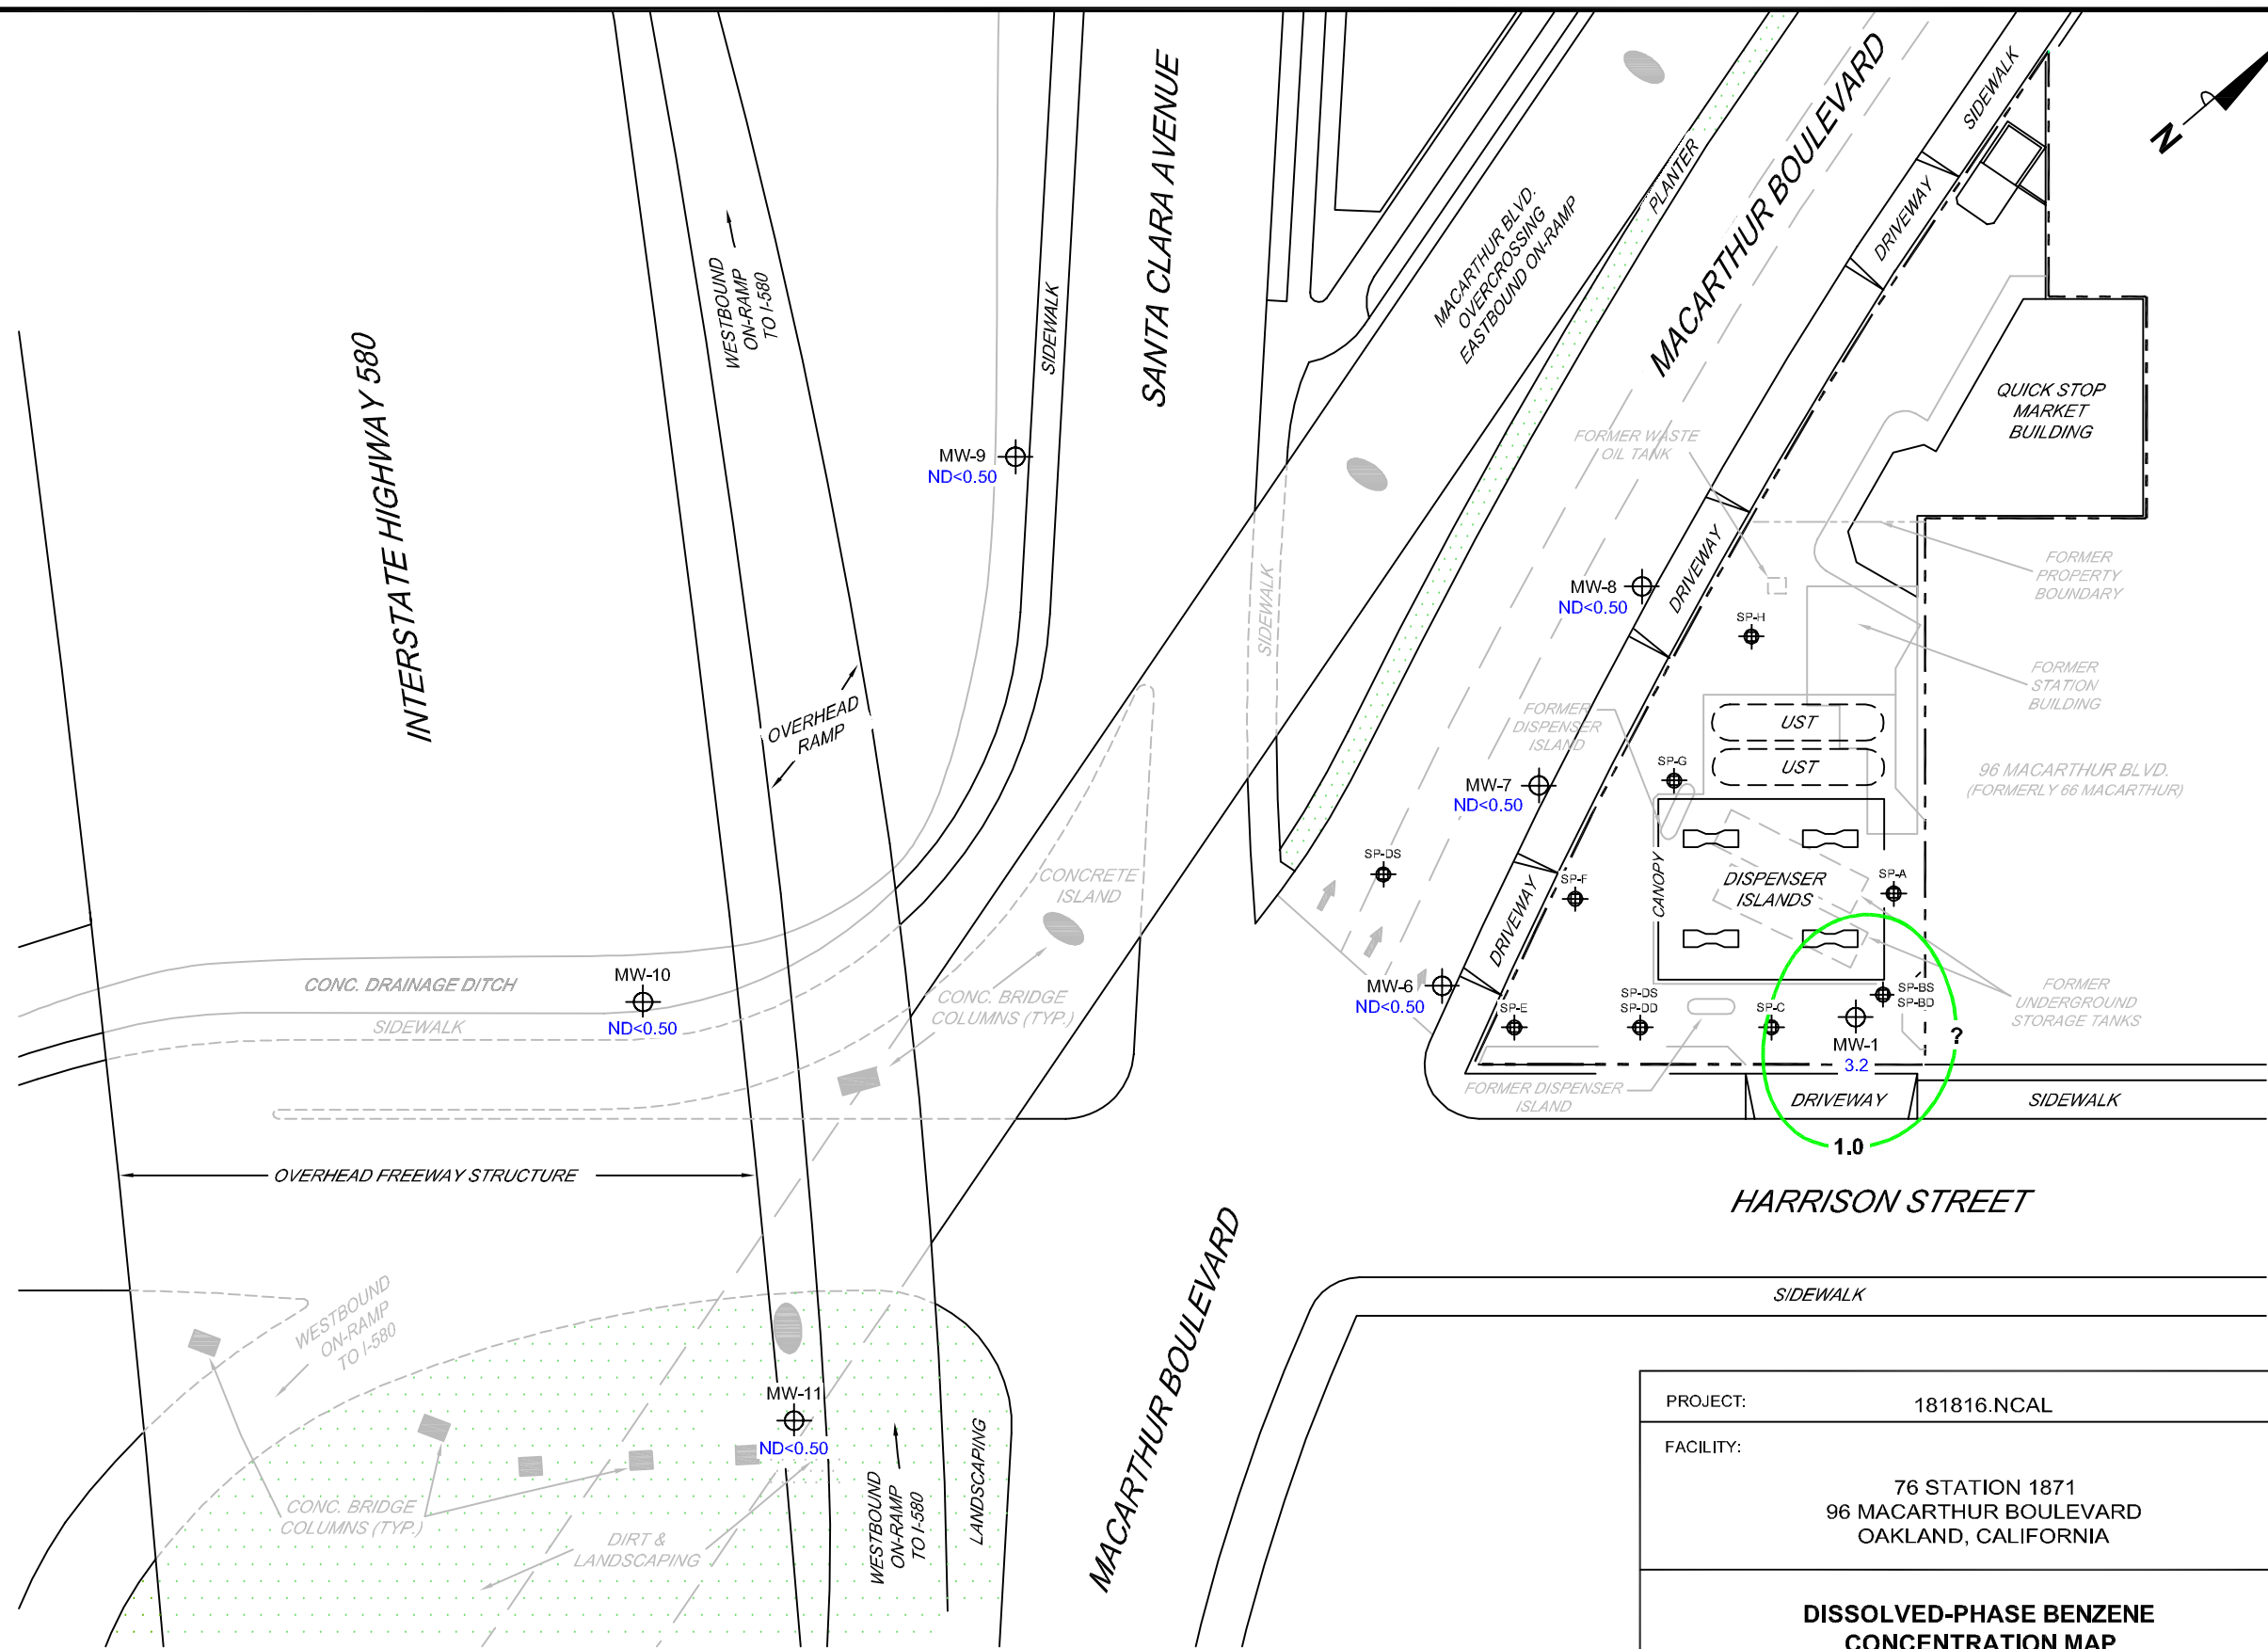 MACARTHUR BOULEVARD
SIDEWALK
N
SANTA CLARA AVENUE
PLANTER
DRIVEWAY
MACARTHUR BLVD.
OVERCROSSING
EASTBOUND ON-RAMP
WESTBOUND
ON-RAMP
TO I-580
SIDEWALK
INTERSTATE HIGHWAY 580
QUICK STOP
MARKET
BUILDING
FORMER WASTE
OIL TANK
MW-9
ND<0.50
DRIVEWAY
FORMER
PROPERTY
BOUNDARY
SIDEWALK
MW-8
ND<0.50
SP-H
FORMER
STATION
BUILDING
OVERHEAD
RAMP
FORMER
DISPENSER
ISLAND
UST
UST
SP-G
96 MACARTHUR BLVD.
(FORMERLY 66 MACARTHUR)
MW-7
ND<0.50
SP-DS
SP-F
CANOPY
DISPENSER
ISLANDS
SP-A
CONCRETE
ISLAND
DRIVEWAY
CONC. DRAINAGE DITCH
MW-10
ND<0.50
SIDEWALK
CONC. BRIDGE
COLUMNS (TYP.)
MW-6
ND<0.50
SP-E
SP-DS
SP-DD
SP-C
SP-BS
SP-BD
MW-1
3.2
?
FORMER
UNDERGROUND
STORAGE TANKS
FORMER DISPENSER
ISLAND
DRIVEWAY
SIDEWALK
1.0
OVERHEAD FREEWAY STRUCTURE
HARRISON STREET
SIDEWALK
MACARTHUR BOULEVARD
WESTBOUND
ON-RAMP
TO I-580
MW-11
ND<0.50
CONC. BRIDGE
COLUMNS (TYP.)
DIRT &
LANDSCAPING
WESTBOUND
ON-RAMP
TO I-580
LANDSCAPING
PROJECT:
181816.NCAL
FACILITY:
76 STATION 1871
96 MACARTHUR BOULEVARD
OAKLAND, CALIFORNIA
DISSOLVED-PHASE BENZENE
CONCENTRATION MAP